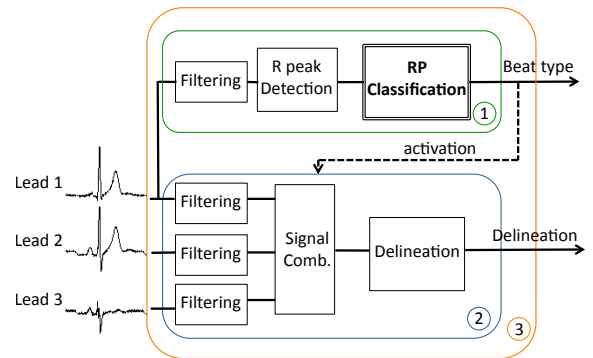 Beat type
Filtering
R peak
Detection
RP
Classification
1
activation
Lead 1
Filtering
Lead 2
Filtering
Signal
Comb.
Delineation
Delineation
Lead 3
Filtering
2
3